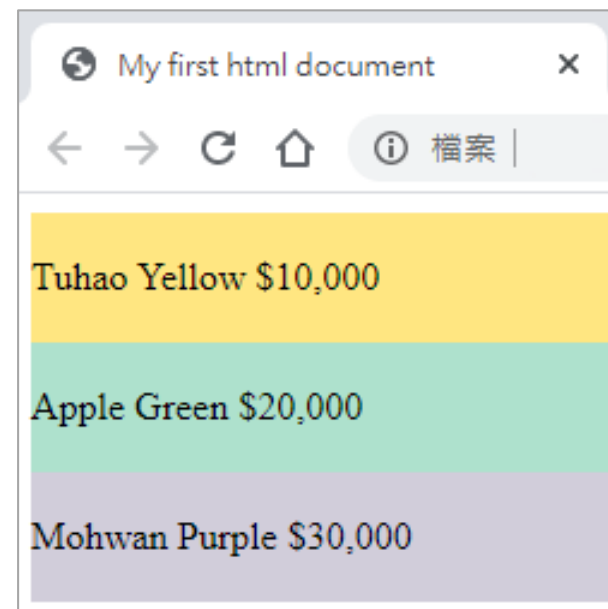 My first html document
檔案
Tuhao Yellow $10,000
Apple Green $20,000
Mohwan Purple $30,000